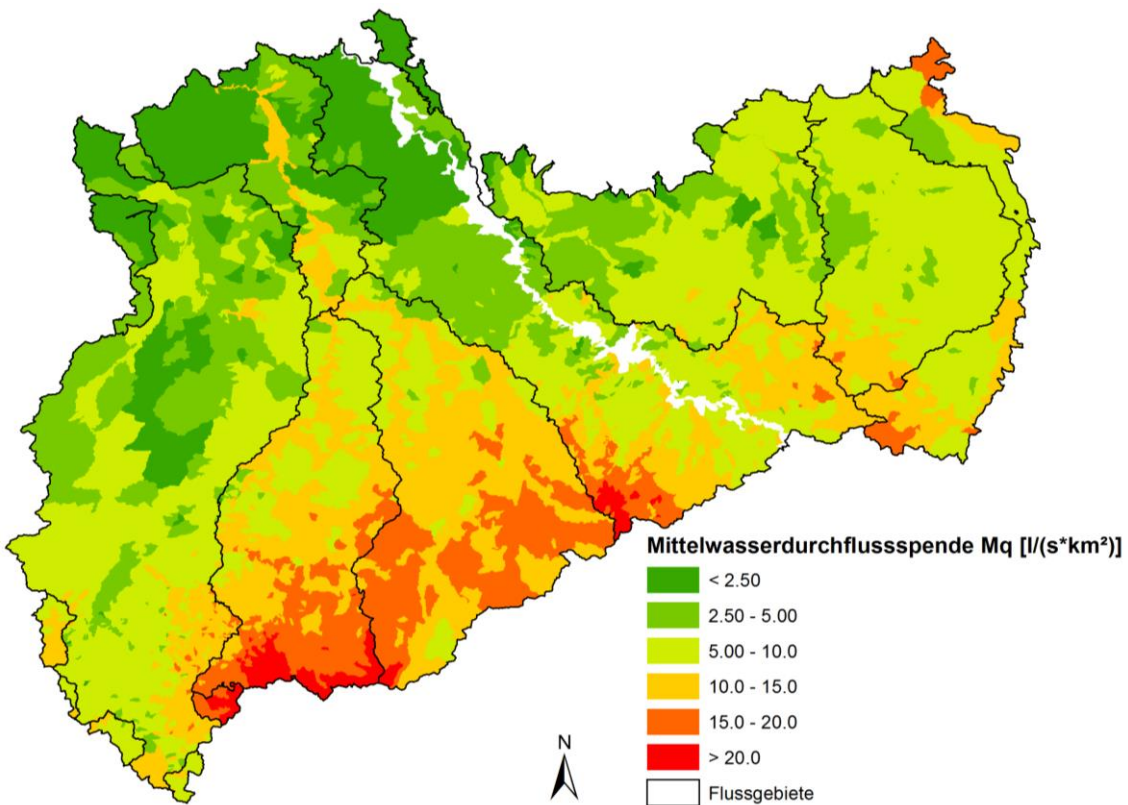 Mittelwasserdurchflussspende Mq [l/(s*km²)]
< 2.50
2.50 - 5.00
5.00 - 10.0
10.0 - 15.0
15.0 - 20.0
> 20.0
N
Flussgebiete